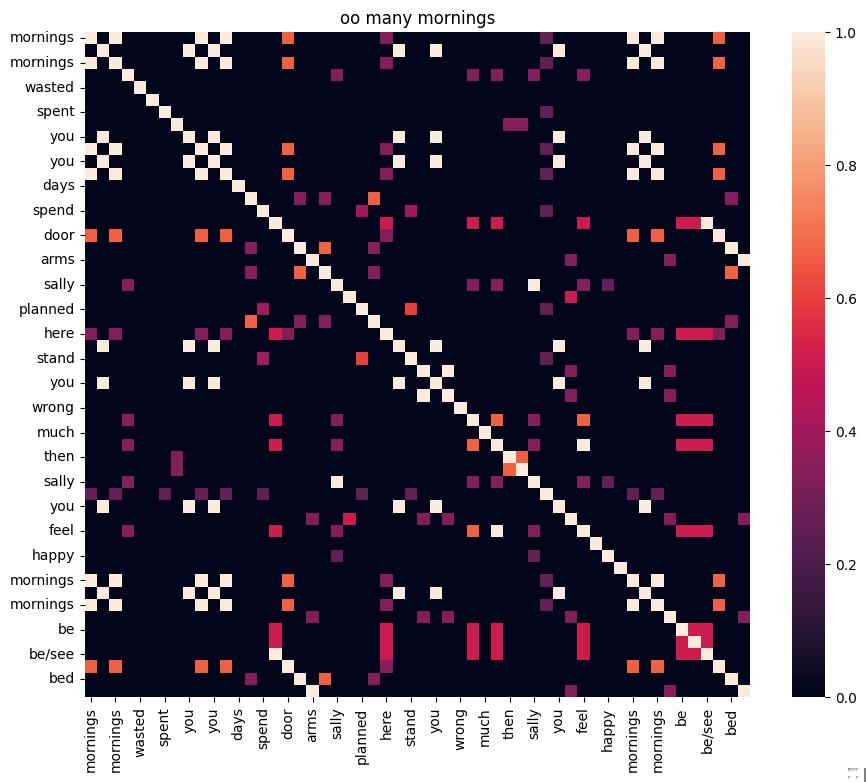 oo many mornings
mornings
mornings
wasted
spent
you
you
days
spend
door
arms
sally
planned
here
stand
you
wrong
much
then
sally
you
feel
happy
mornings
mornings
be
be/see
bed
mornings
mornings
wasted
spent
you
you
days
spend
door
arms
sally
planned
here
stand
you
wrong
much
then
sally
you
feel
happy
mornings
mornings
be
be/see
bed
1.0
0.8
0.6
0.4
0.2
0.0